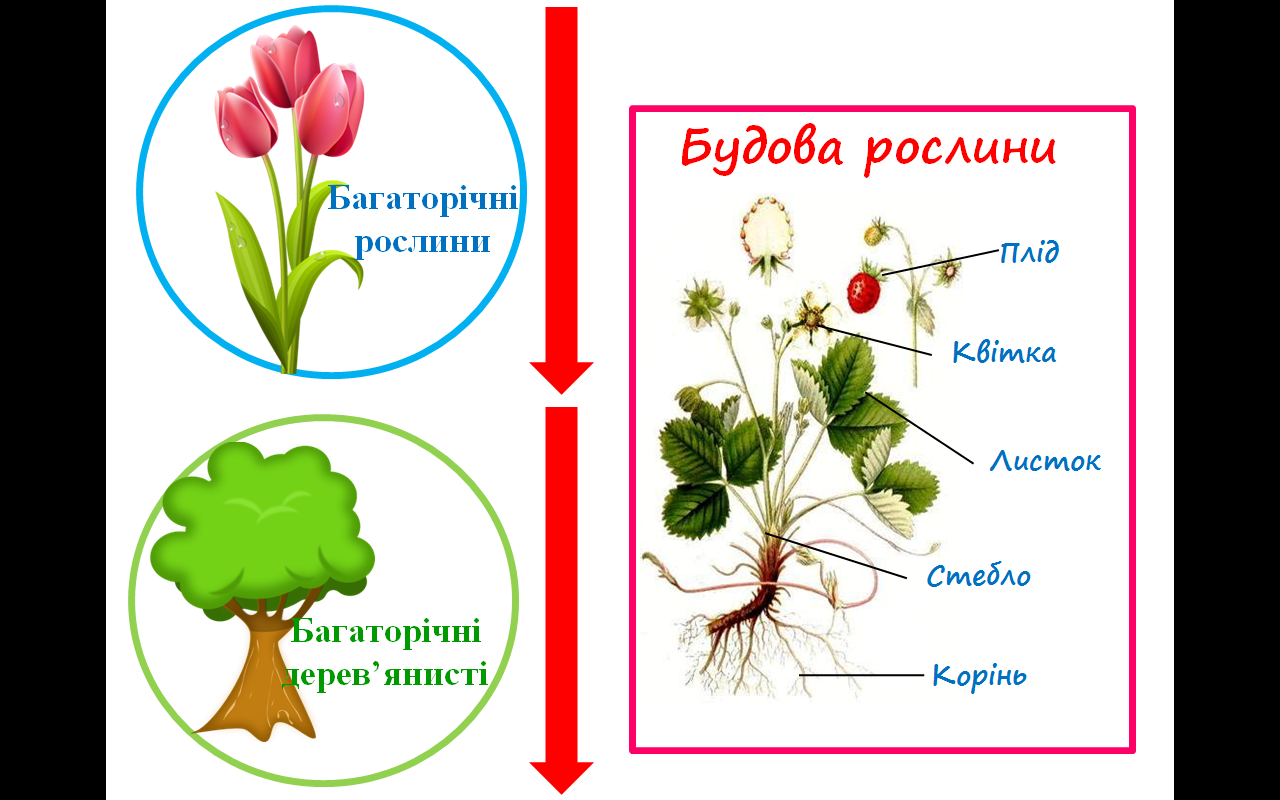 Багаторічні
рослини
Багаторічні
дерев’янисті
Будова рослини
Плід
Квітка
Листок
Стебло
Корінь